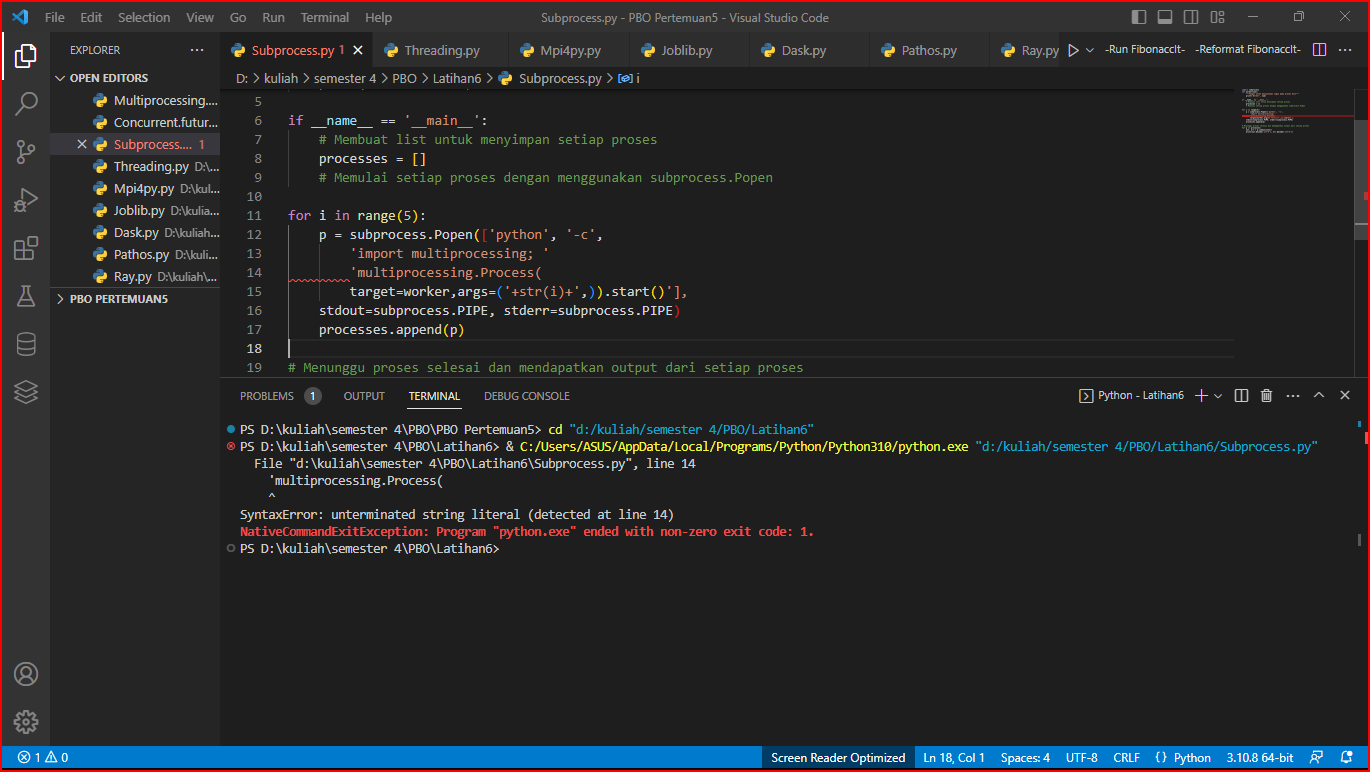 File Edit Selection View Go Run Terminal Help Subprocess.py - PBO Pertemuan5 - Visual Studio Code
EXPLORER ··· Subprocess.py 1 Threading.py Mpi4py.py Joblib.py Dask.py Pathos.py Ray.py -Run Fibonaccit- -Reformat Fibonaccit- ···
OPEN EDITORS
Multiprocessing....
Concurrent.futur...
Subprocess.... 1
Threading.py D:\...
Mpi4py.py D:\kul...
Joblib.py D:\kulia...
Dask.py D:\kuliah...
Pathos.py D:\kuli...
Ray.py D:\kuliah\...
PBO PERTEMUAN5
D: > kuliah > semester 4 > PBO > Latihan6 > Subprocess.py > i
5
6 if __name__ == '__main__':
7 # Membuat list untuk menyimpan setiap proses
8 processes = []
9 # Memulai setiap proses dengan menggunakan subprocess.Popen
10
11 for i in range(5):
12 p = subprocess.Popen(['python', '-c',
13 'import multiprocessing; '
14 'multiprocessing.Process(
15 target=worker,args=('+str(i)+',)).start()'],
16 stdout=subprocess.PIPE, stderr=subprocess.PIPE)
17 processes.append(p)
18
19 # Menunggu proses selesai dan mendapatkan output dari setiap proses
PROBLEMS 1 OUTPUT TERMINAL DEBUG CONSOLE Python - Latihan6 ···
PS D:\kuliah\semester 4\PBO\PBO Pertemuan5> cd "d:/kuliah/semester 4/PBO/Latihan6"
PS D:\kuliah\semester 4\PBO\Latihan6> & C:/Users/ASUS/AppData/Local/Programs/Python/Python310/python.exe "d:/kuliah/semester 4/PBO/Latihan6/Subprocess.py"
File "d:\kuliah\semester 4\PBO\Latihan6\Subprocess.py", line 14
'multiprocessing.Process(
^
SyntaxError: unterminated string literal (detected at line 14)
NativeCommandExitException: Program "python.exe" ended with non-zero exit code: 1.
PS D:\kuliah\semester 4\PBO\Latihan6>
1 0 Screen Reader Optimized Ln 18, Col 1 Spaces: 4 UTF-8 CRLF {} Python 3.10.8 64-bit